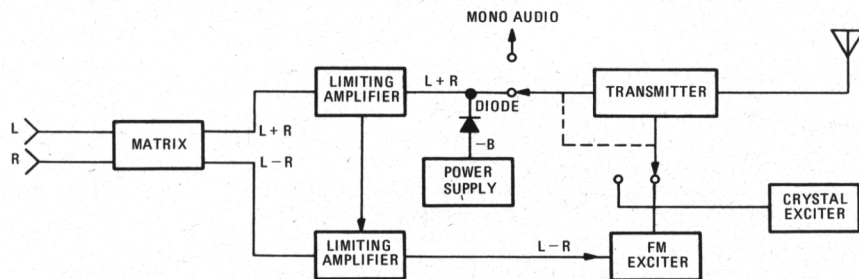 MONO AUDIO
LIMITING
AMPLIFIER
L+R
DIODE
TRANSMITTER
L
R
MATRIX
L+R
L−R
−B
POWER
SUPPLY
CRYSTAL
EXCITER
LIMITING
AMPLIFIER
L−R
FM
EXCITER